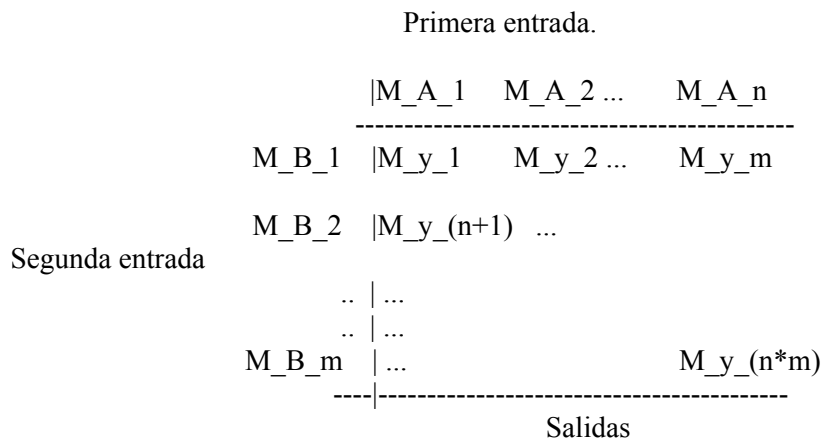 Primera entrada.
|M_A_1 M_A_2 ... M_A_n
---------------------------------------------
M_B_1 |M_y_1 M_y_2 ... M_y_m
M_B_2 |M_y_(n+1) ...
Segunda entrada
.. | ...
.. | ...
M_B_m | ... M_y_(n*m)
----|------------------------------------------
Salidas